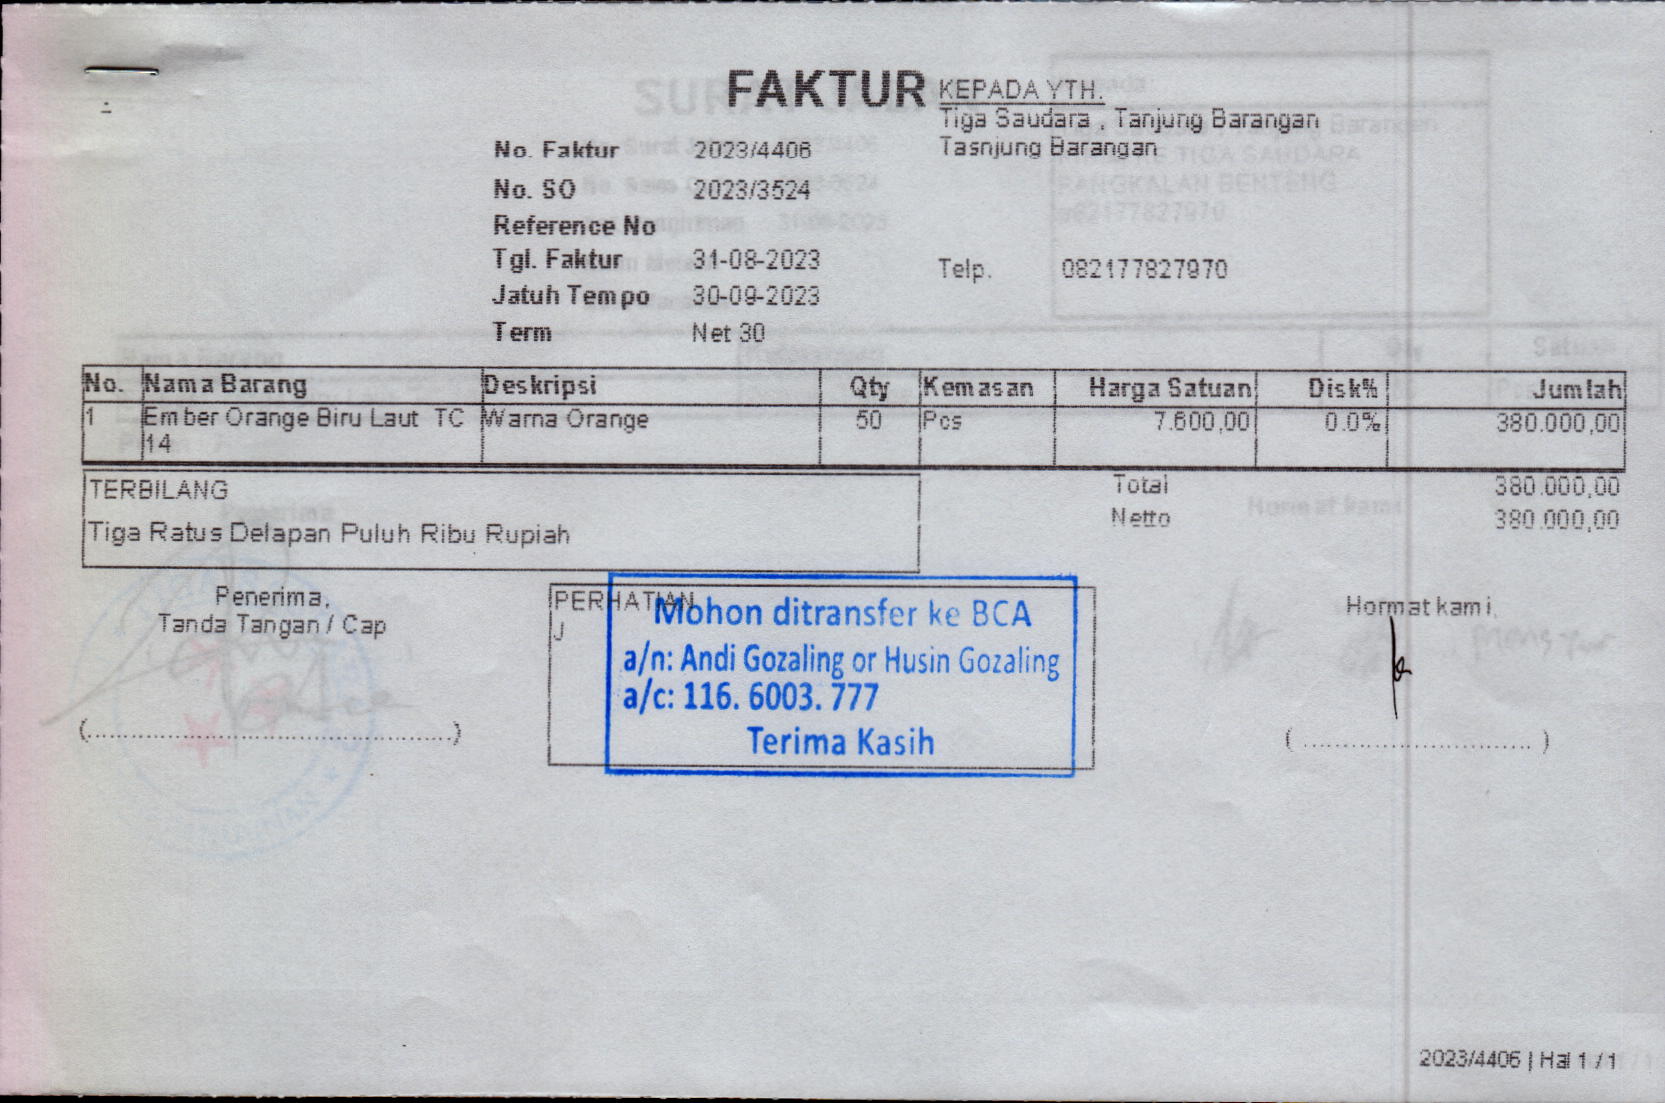 FAKTUR
No. Faktur 2023/4406
No. SO 2023/3524
Reference No
Tgl. Faktur 31-08-2023
Jatuh Tempo 30-09-2023
Term Net 30
KEPADA YTH.
Tiga Saudara , Tanjung Barangan
Tasnjung Barangan
Telp. 082177827970
No. Nama Barang Deskripsi Qty Kemasan Harga Satuan Disk% Jumlah
1 Ember Orange Biru Laut TC Warna Orange 50 Pcs 7.600,00 0.0% 380.000,00
14
TERBILANG
Tiga Ratus Delapan Puluh Ribu Rupiah
Total 380.000,00
Netto 380.000,00
Penerima,
Tanda Tangan / Cap
(..........................................)
PERHATIAN
J
Mohon ditransfer ke BCA
a/n: Andi Gozaling or Husin Gozaling
a/c: 116. 6003. 777
Terima Kasih
Hormat kami,
( .......................... )
2023/4406 | Hal 1 / 1